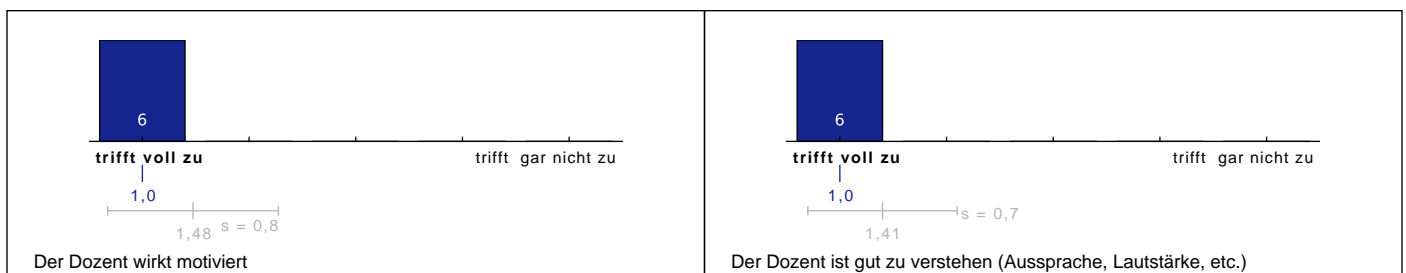 6
trifft voll zu trifft gar nicht zu
1,0
s = 0,8
1,48
Der Dozent wirkt motiviert
6
trifft voll zu trifft gar nicht zu
1,0
s = 0,7
1,41
Der Dozent ist gut zu verstehen (Aussprache, Lautstärke, etc.)